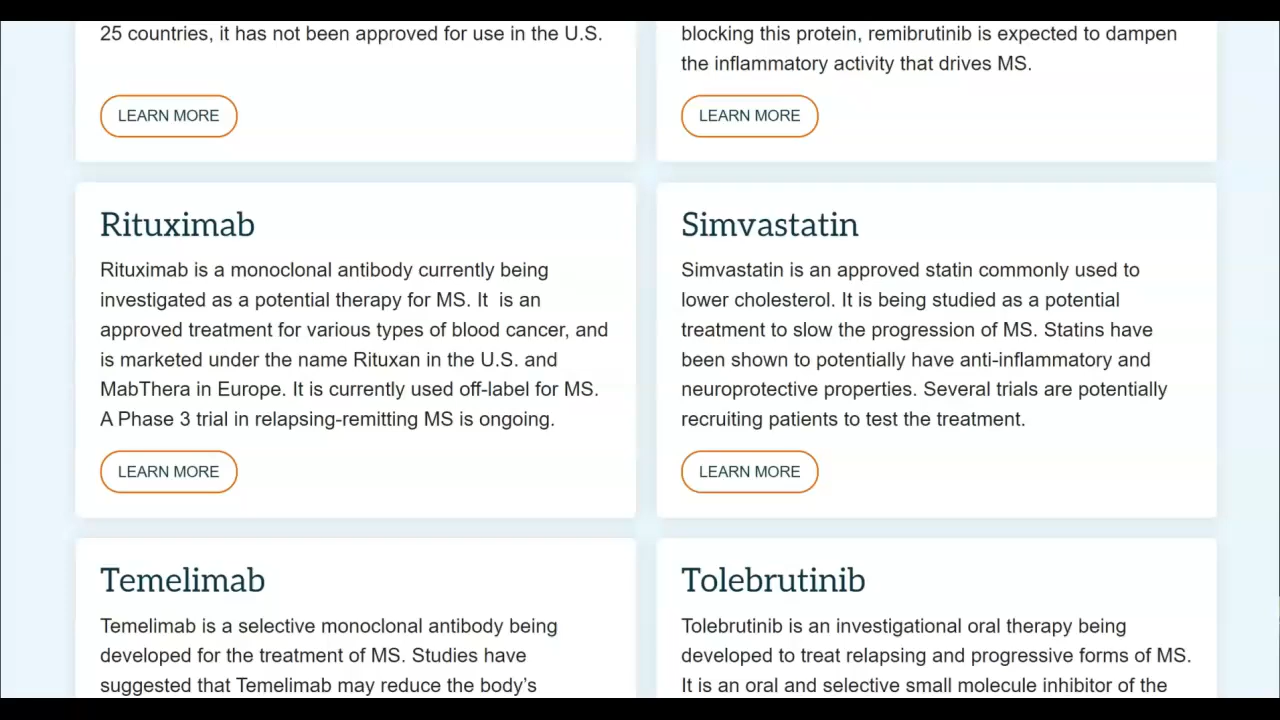 25 countries, it has not been approved for use in the U.S.
LEARN MORE
blocking this protein, remibrutinib is expected to dampen
the inflammatory activity that drives MS.
LEARN MORE
Rituximab
Rituximab is a monoclonal antibody currently being
investigated as a potential therapy for MS. It  is an
approved treatment for various types of blood cancer, and
is marketed under the name Rituxan in the U.S. and
MabThera in Europe. It is currently used off-label for MS.
A Phase 3 trial in relapsing-remitting MS is ongoing.
LEARN MORE
Simvastatin
Simvastatin is an approved statin commonly used to
lower cholesterol. It is being studied as a potential
treatment to slow the progression of MS. Statins have
been shown to potentially have anti-inflammatory and
neuroprotective properties. Several trials are potentially
recruiting patients to test the treatment.
LEARN MORE
Temelimab
Temelimab is a selective monoclonal antibody being
developed for the treatment of MS. Studies have
suggested that Temelimab may reduce the body’s
Tolebrutinib
Tolebrutinib is an investigational oral therapy being
developed to treat relapsing and progressive forms of MS.
It is an oral and selective small molecule inhibitor of the